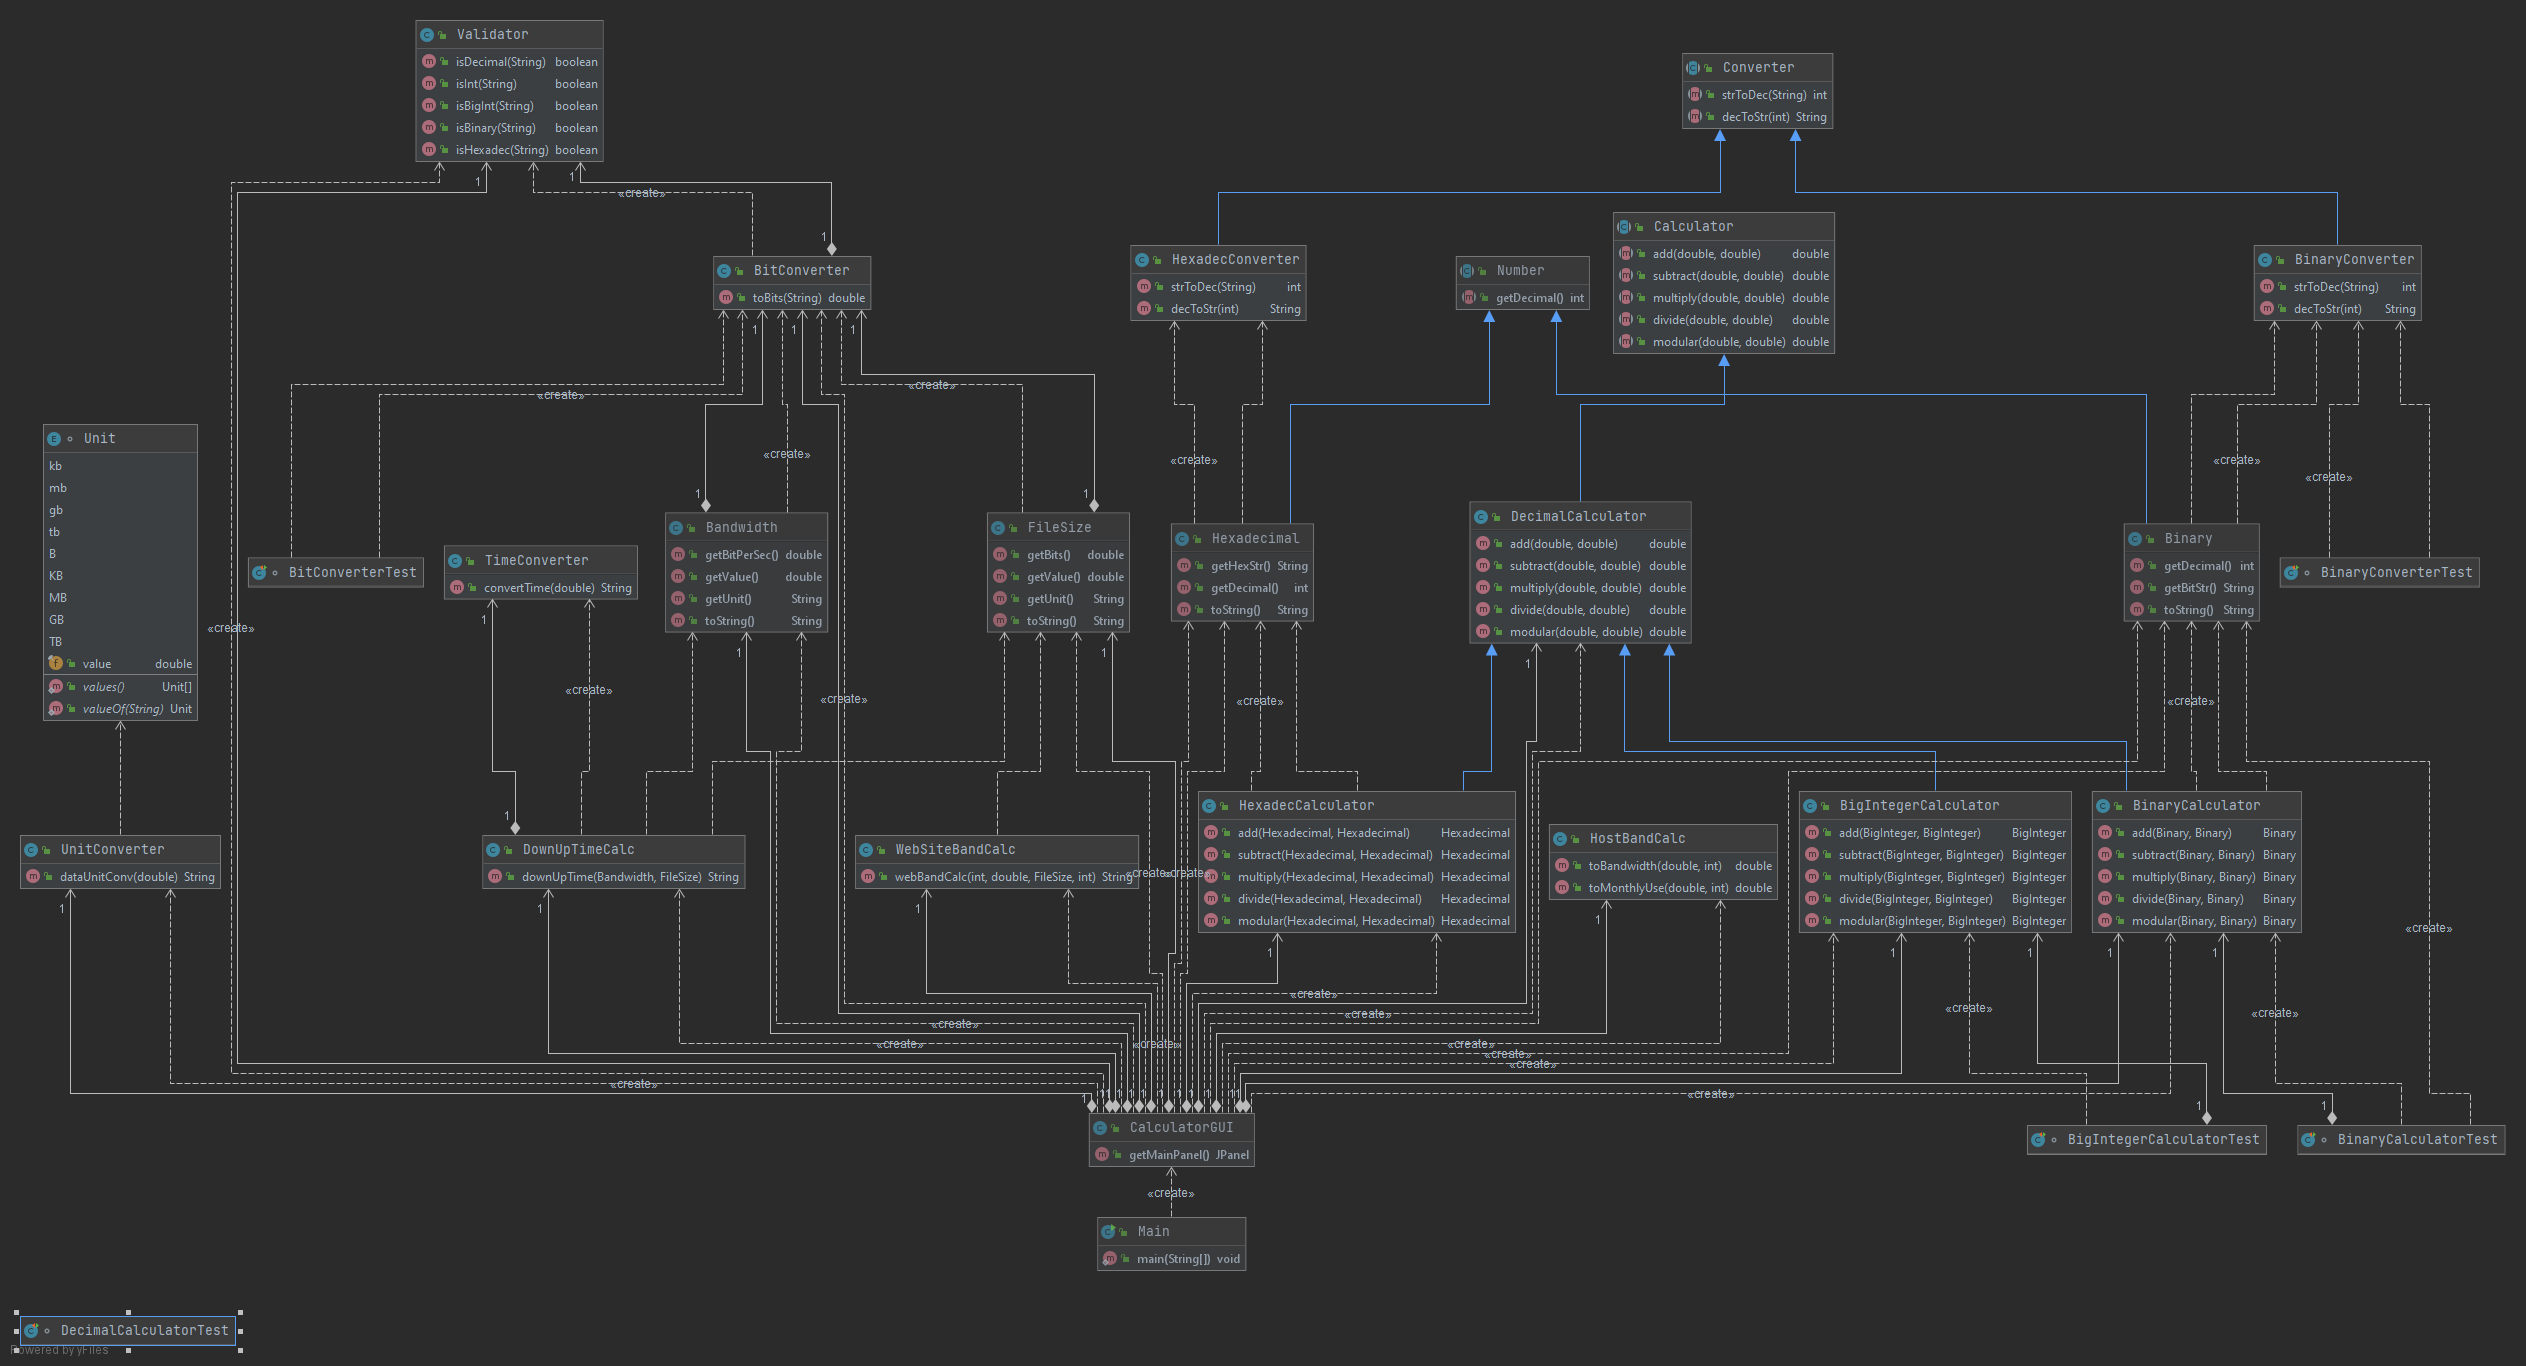 Validator
isDecimal(String) boolean
isInt(String) boolean
isBigInt(String) boolean
isBinary(String) boolean
isHexadec(String) boolean
Converter
strToDec(String) int
decToStr(int) String
1
1
«create»
1
BitConverter
toBits(String) double
HexadecConverter
strToDec(String) int
decToStr(int) String
Number
getDecimal() int
Calculator
add(double, double) double
subtract(double, double) double
multiply(double, double) double
divide(double, double) double
modular(double, double) double
BinaryConverter
strToDec(String) int
decToStr(int) String
1
1
1
«create»
«create»
«create»
«create»
«create»
«create»
1
1
Unit
kb
mb
gb
tb
B
KB
MB
GB
TB
value double
values() Unit[]
valueOf(String) Unit
BitConverterTest
TimeConverter
convertTime(double) String
Bandwidth
getBitPerSec() double
getValue() double
getUnit() String
toString() String
FileSize
getBits() double
getValue() double
getUnit() String
toString() String
Hexadecimal
getHexStr() String
getDecimal() int
toString() String
DecimalCalculator
add(double, double) double
subtract(double, double) double
multiply(double, double) double
divide(double, double) double
modular(double, double) double
Binary
getDecimal() int
getBitStr() String
toString() String
BinaryConverterTest
«create»
1
1
1
1
«create»
«create»
«create»
«create»
1
UnitConverter
dataUnitConv(double) String
DownUpTimeCalc
downUpTime(Bandwidth, FileSize) String
WebSiteBandCalc
webBandCalc(int, double, FileSize, int) String
«create»
«create»
HexadecCalculator
add(Hexadecimal, Hexadecimal) Hexadecimal
subtract(Hexadecimal, Hexadecimal) Hexadecimal
multiply(Hexadecimal, Hexadecimal) Hexadecimal
divide(Hexadecimal, Hexadecimal) Hexadecimal
modular(Hexadecimal, Hexadecimal) Hexadecimal
HostBandCalc
toBandwidth(double, int) double
toMonthlyUse(double, int) double
BigIntegerCalculator
add(BigInteger, BigInteger) BigInteger
subtract(BigInteger, BigInteger) BigInteger
multiply(BigInteger, BigInteger) BigInteger
divide(BigInteger, BigInteger) BigInteger
modular(BigInteger, BigInteger) BigInteger
BinaryCalculator
add(Binary, Binary) Binary
subtract(Binary, Binary) Binary
multiply(Binary, Binary) Binary
divide(Binary, Binary) Binary
modular(Binary, Binary) Binary
«create»
1
1
1
1
1
1
1
1
1
«create»
«create»
«create»
«create»
«create»
«create»
«create»
«create»
«create»
«create»
«create»
«create»
«create»
1
1
1
CalculatorGUI
getMainPanel() JPanel
BigIntegerCalculatorTest
BinaryCalculatorTest
«create»
Main
main(String[]) void
DecimalCalculatorTest
Powered by yFiles